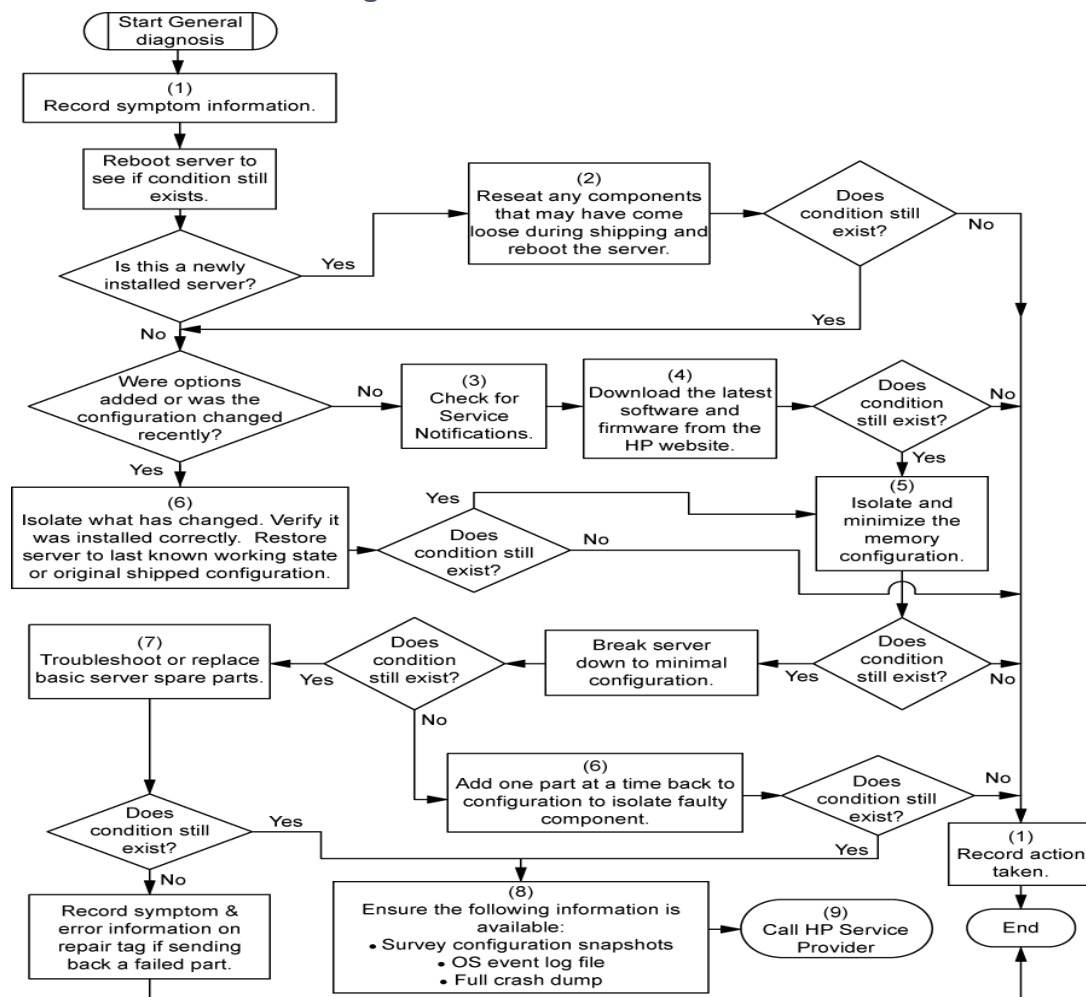 Start General
diagnosis
(1)
Record symptom information.
Reboot server to
see if condition still
exists.
Is this a newly
installed server?
Yes
No
(2)
Reseat any components
that may have come
loose during shipping and
reboot the server.
Does
condition still
exist?
No
Yes
Were options
added or was the
configuration changed
recently?
No
Yes
(3)
Check for
Service
Notifications.
(4)
Download the latest
software and
firmware from the
HP website.
Does
condition
still exist?
No
Yes
(6)
Isolate what has changed. Verify it
was installed correctly. Restore
server to last known working state
or original shipped configuration.
Does
condition still
exist?
Yes
No
(5)
Isolate and
minimize the
memory
configuration.
Does
condition
still exist?
No
Yes
Break server
down to minimal
configuration.
Does
condition
still exist?
Yes
No
(7)
Troubleshoot or replace
basic server spare parts.
(6)
Add one part at a time back to
configuration to isolate faulty
component.
Does
condition still
exist?
No
Yes
Does
condition still
exist?
Yes
No
Record symptom &
error information on
repair tag if sending
back a failed part.
(8)
Ensure the following information is
available:
• Survey configuration snapshots
• OS event log file
• Full crash dump
(9)
Call HP Service
Provider
(1)
Record action
taken.
End